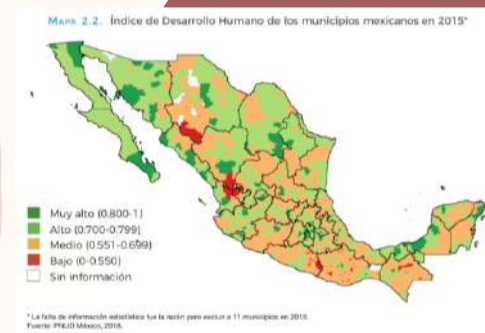 MAPA 2.2. Índice de Desarrollo Humano de los municipios mexicanos en 2015*
Muy alto (0.800-1)
Alto (0.700-0.799)
Medio (0.551-0.699)
Bajo (0-0.550)
Sin información
* La falta de información estadística fue la razón para excluir a 11 municipios en 2015.
Fuente: PNUD México, 2018.